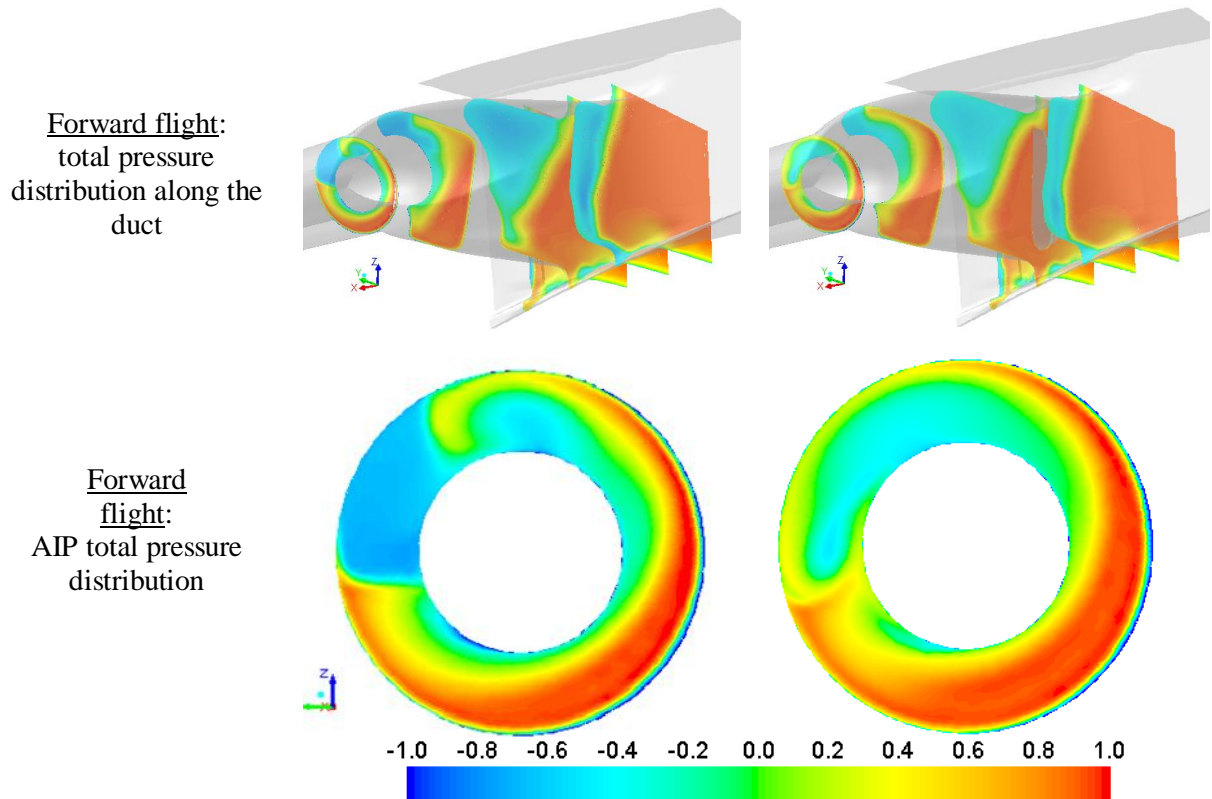 Forward flight:
total pressure
distribution along the
duct
Z
Y
X
Z
Y
X
Forward
flight:
AIP total pressure
distribution
Z
X
-1.0 -0.8 -0.6 -0.4 -0.2 0.0 0.2 0.4 0.6 0.8 1.0